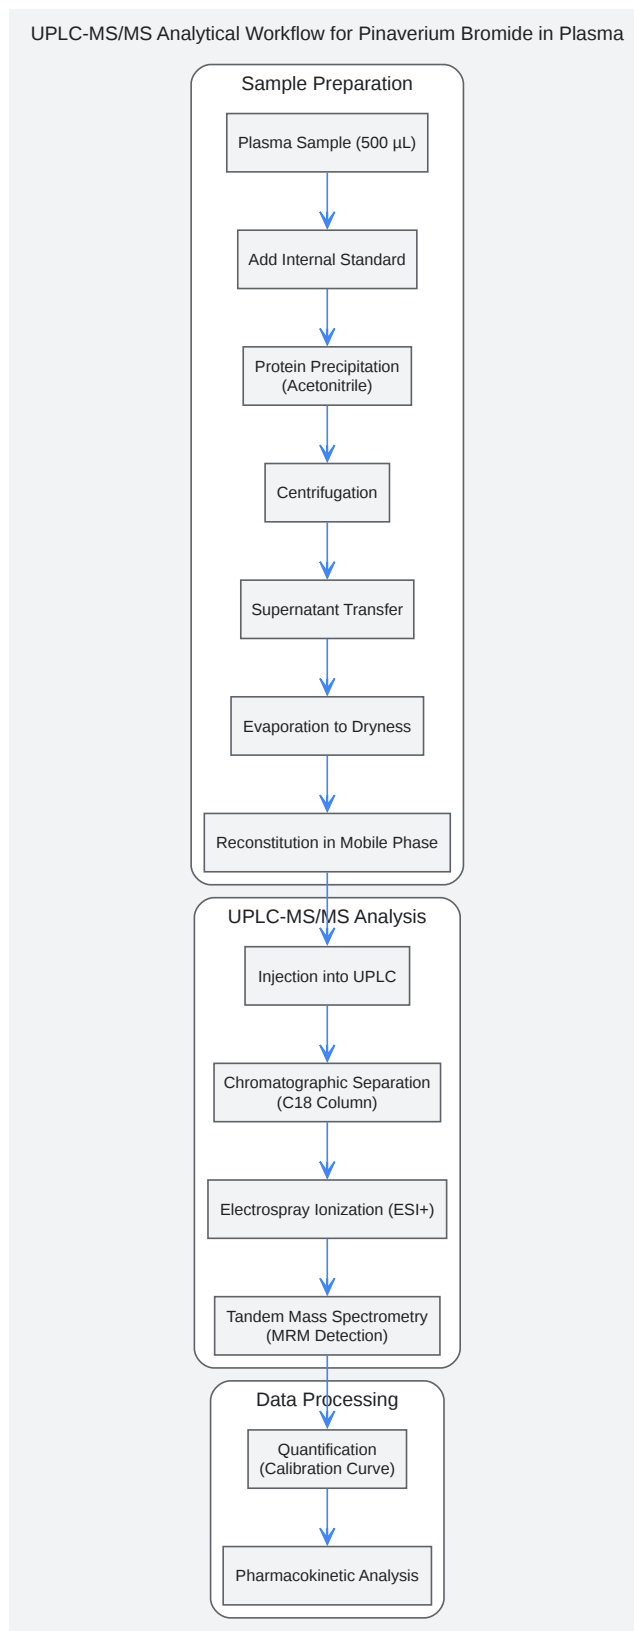 UPLC-MS/MS Analytical Workflow for Pinaverium Bromide in Plasma
Sample Preparation
Plasma Sample (500 µL)
Add Internal Standard
Protein Precipitation
(Acetonitrile)
Centrifugation
Supernatant Transfer
Evaporation to Dryness
Reconstitution in Mobile Phase
UPLC-MS/MS Analysis
Injection into UPLC
Chromatographic Separation
(C18 Column)
Electrospray Ionization (ESI+)
Tandem Mass Spectrometry
(MRM Detection)
Data Processing
Quantification
(Calibration Curve)
Pharmacokinetic Analysis